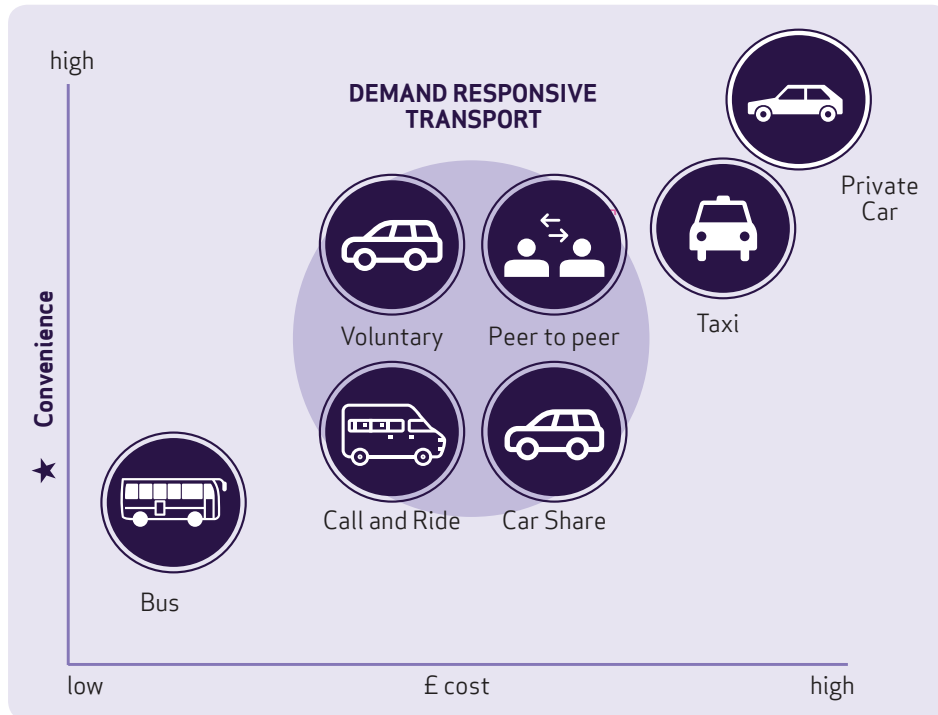 high
DEMAND RESPONSIVE
TRANSPORT
Private
Car
Taxi
Voluntary
Peer to peer
Convenience
Call and Ride
Car Share
Bus
low
£ cost
high